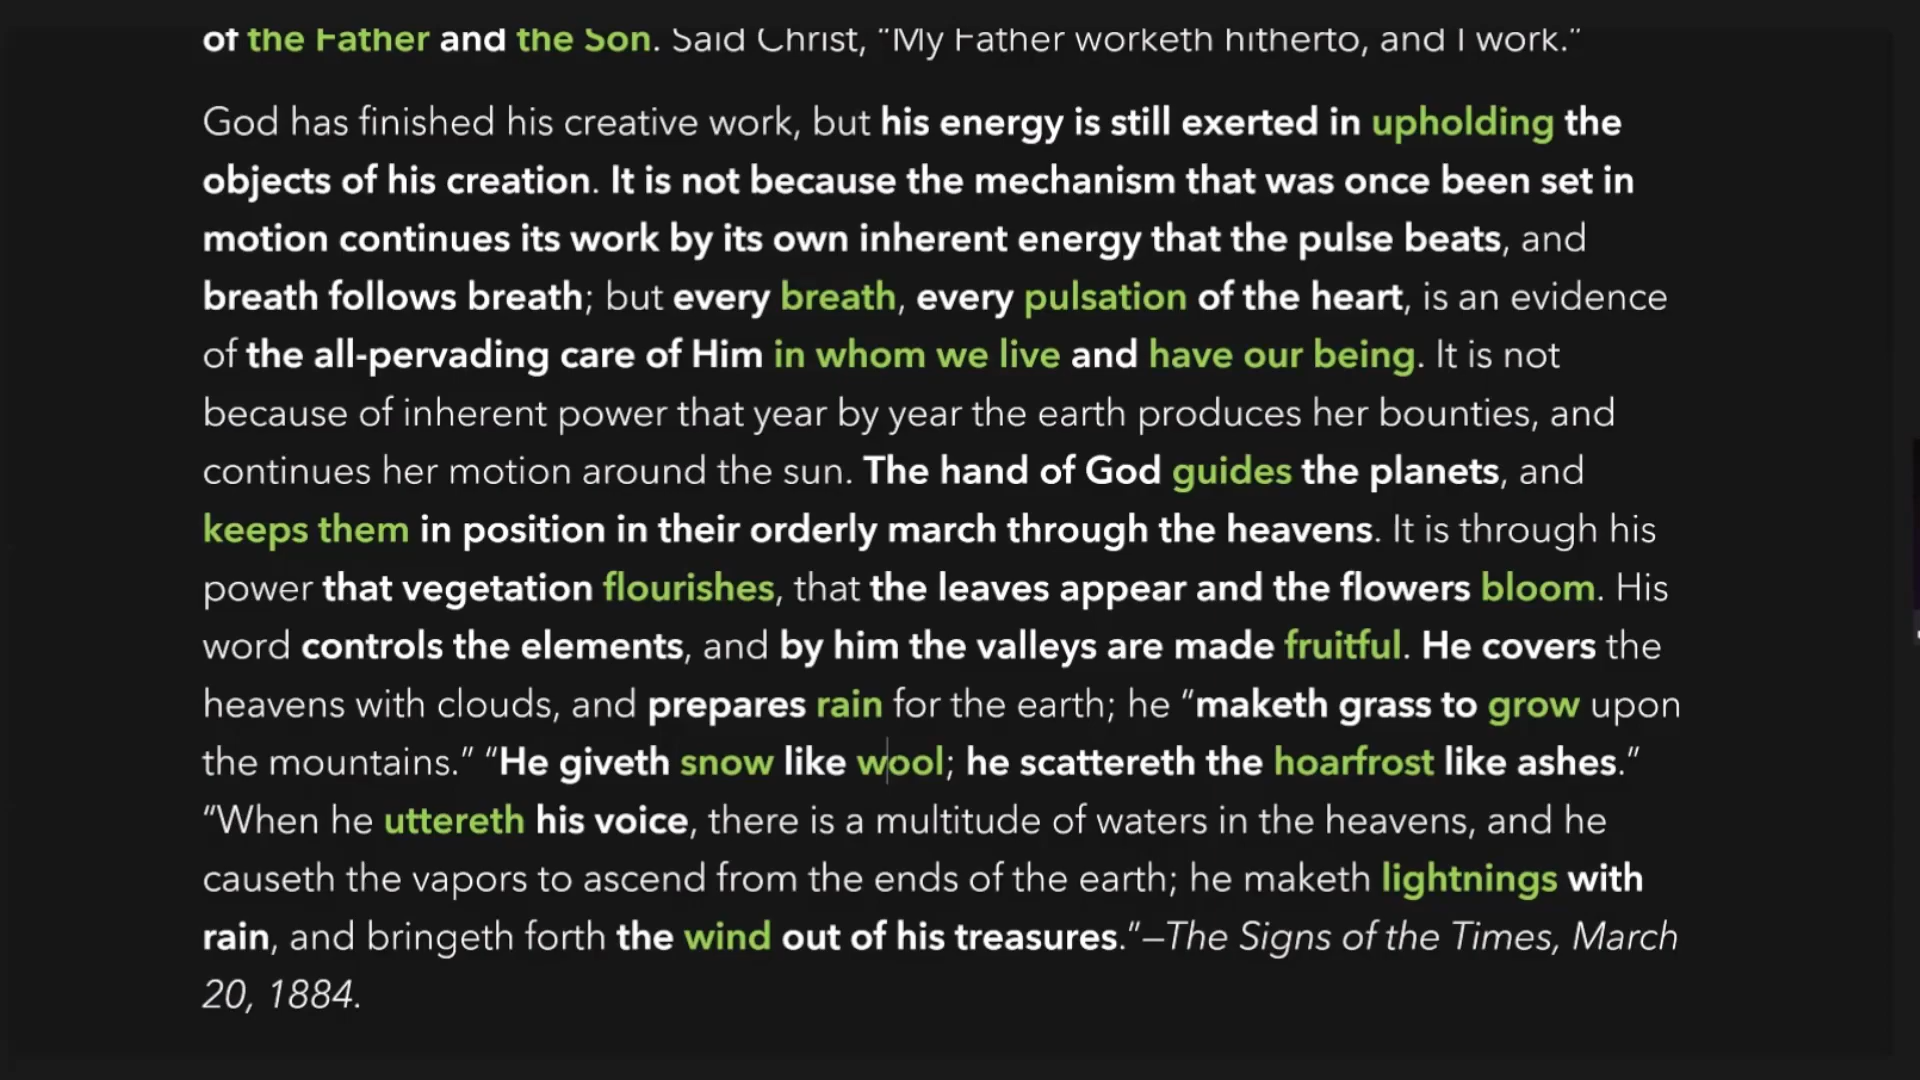 of the Father and the Son. Said Christ, “My Father worketh hitherto, and I work.”
God has finished his creative work, but his energy is still exerted in upholding the
objects of his creation. It is not because the mechanism that was once been set in
motion continues its work by its own inherent energy that the pulse beats, and
breath follows breath; but every breath, every pulsation of the heart, is an evidence
of the all-pervading care of Him in whom we live and have our being. It is not
because of inherent power that year by year the earth produces her bounties, and
continues her motion around the sun. The hand of God guides the planets, and
keeps them in position in their orderly march through the heavens. It is through his
power that vegetation flourishes, that the leaves appear and the flowers bloom. His
word controls the elements, and by him the valleys are made fruitful. He covers the
heavens with clouds, and prepares rain for the earth; he “maketh grass to grow upon
the mountains.” “He giveth snow like wool; he scattereth the hoarfrost like ashes.”
“When he uttereth his voice, there is a multitude of waters in the heavens, and he
causeth the vapors to ascend from the ends of the earth; he maketh lightnings with
rain, and bringeth forth the wind out of his treasures.”—The Signs of the Times, March
20, 1884.